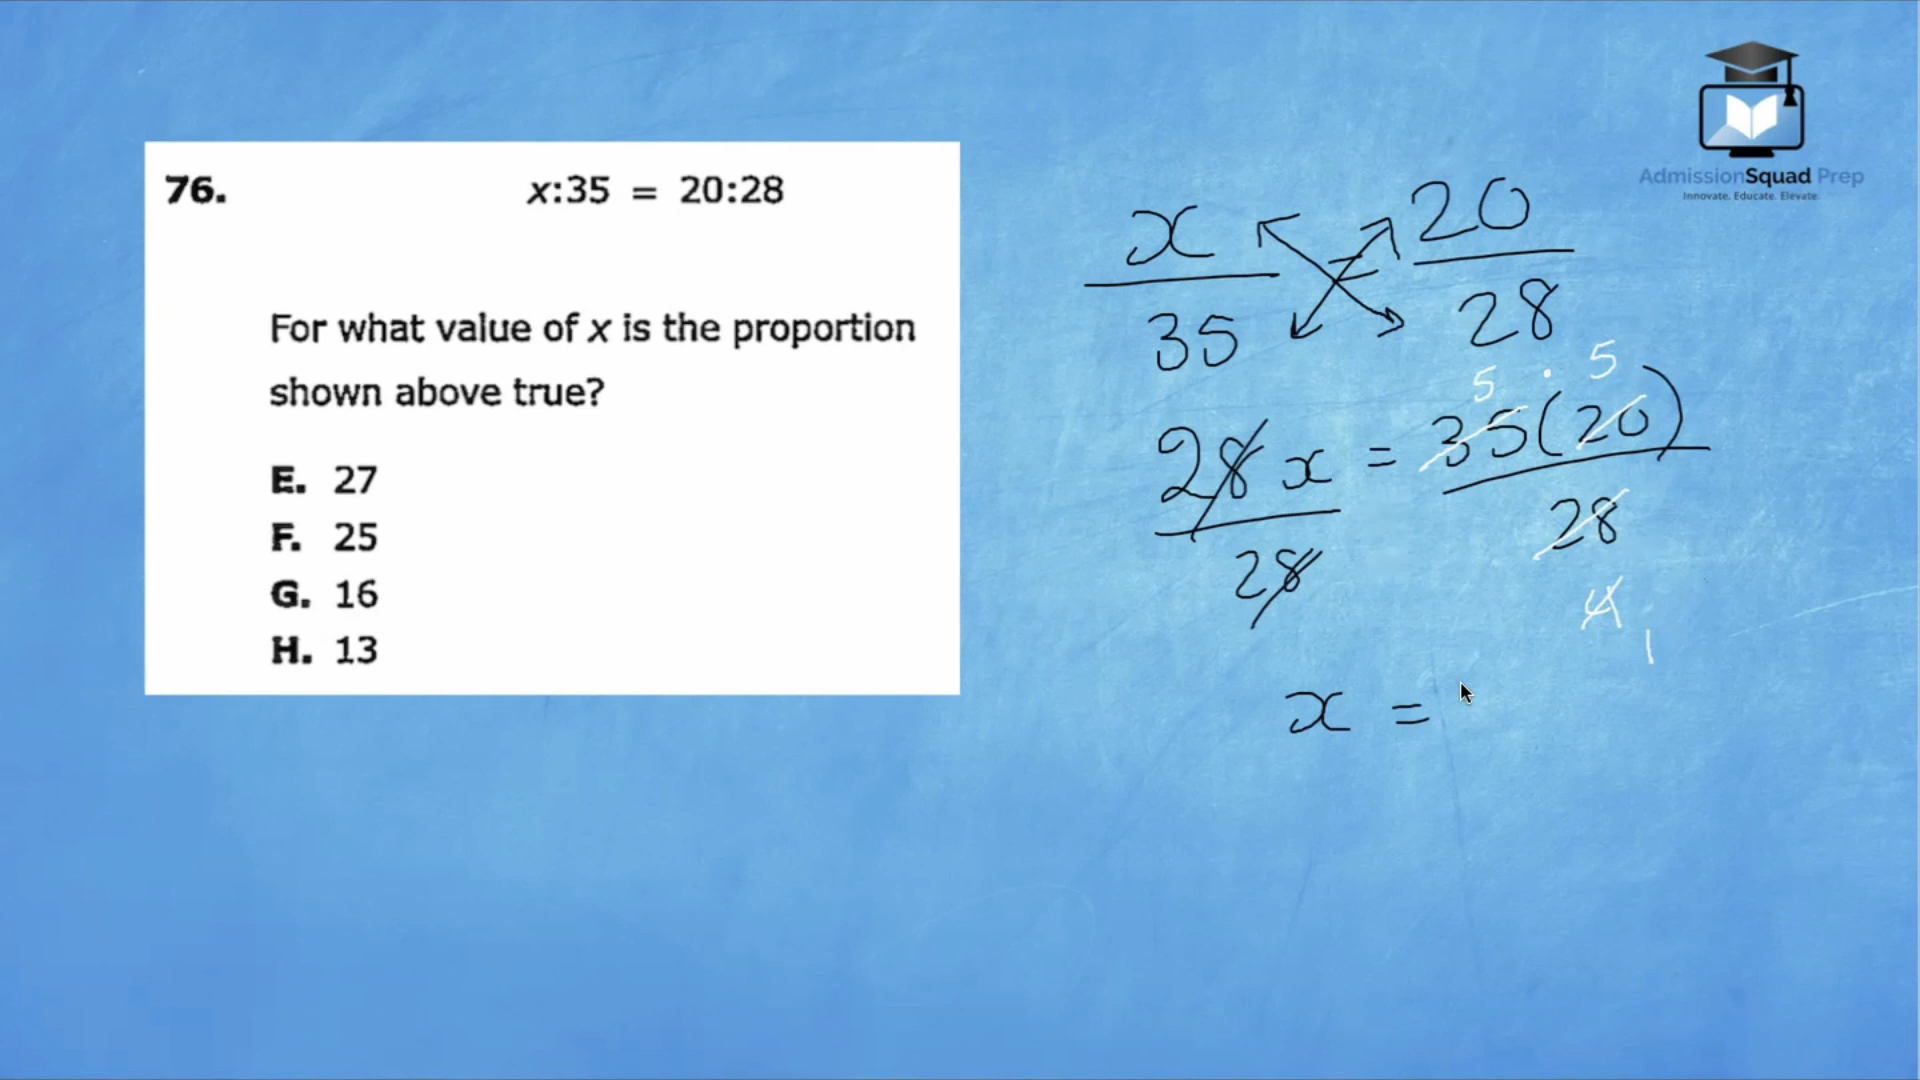 76. x:35 = 20:28
For what value of x is the proportion
shown above true?
E. 27
F. 25
G. 16
H. 13
AdmissionSquad Prep
Innovate. Educate. Elevate.
x = 20
35 28
5 · 5
28 x = 35(20)
28 28
4
1
x =